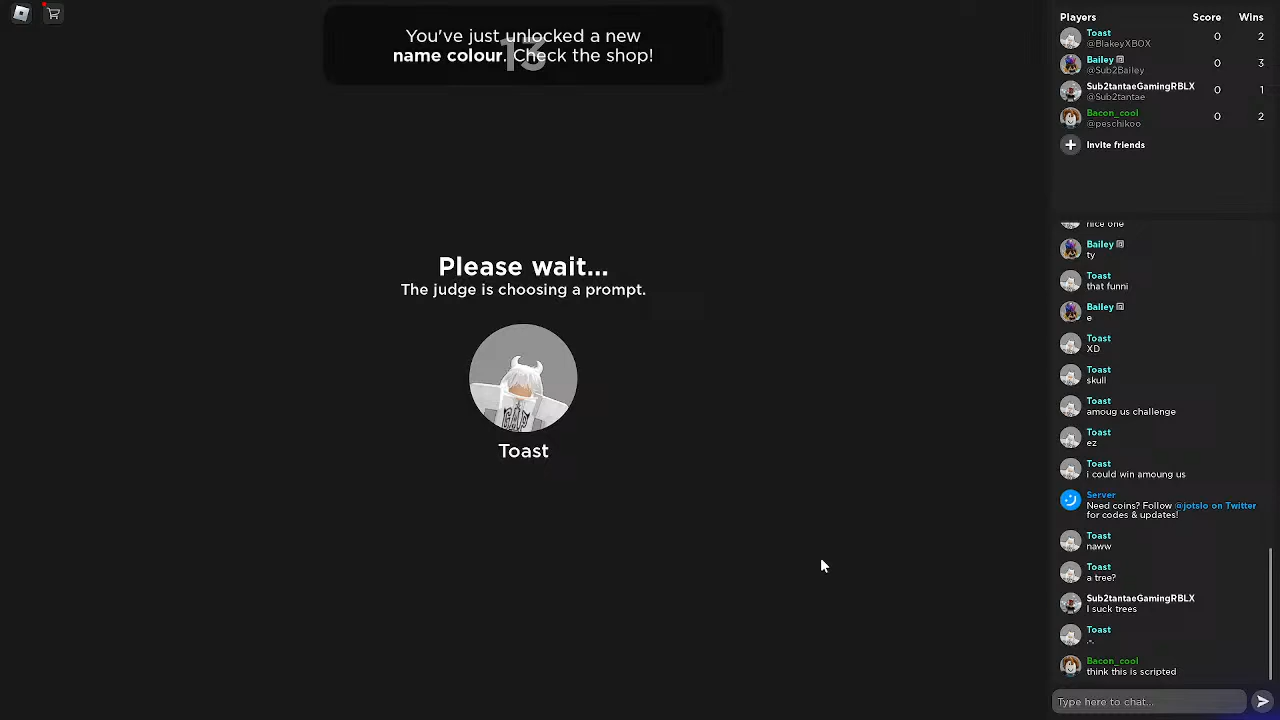 You've just unlocked a new
name colour. Check the shop!
13
Please wait...
The judge is choosing a prompt.
GAP
Toast
Players Score Wins
Toast 0 2
@BlakeyXBOX
Bailey 0 3
@Sub2Bailey
Sub2tantaeGamingRBLX 0 1
@Sub2tantae
Bacon_cool 0 2
@peschikoo
+ Invite friends
nice one
Bailey
ty
Toast
that funni
Bailey
e
Toast
XD
Toast
skull
Toast
amoug us challenge
Toast
ez
Toast
i could win amoung us
Server
Need coins? Follow @jotslo on Twitter
for codes & updates!
Toast
naww
Toast
a tree?
Sub2tantaeGamingRBLX
I suck trees
Toast
.-.
Bacon_cool
think this is scripted
Type here to chat...